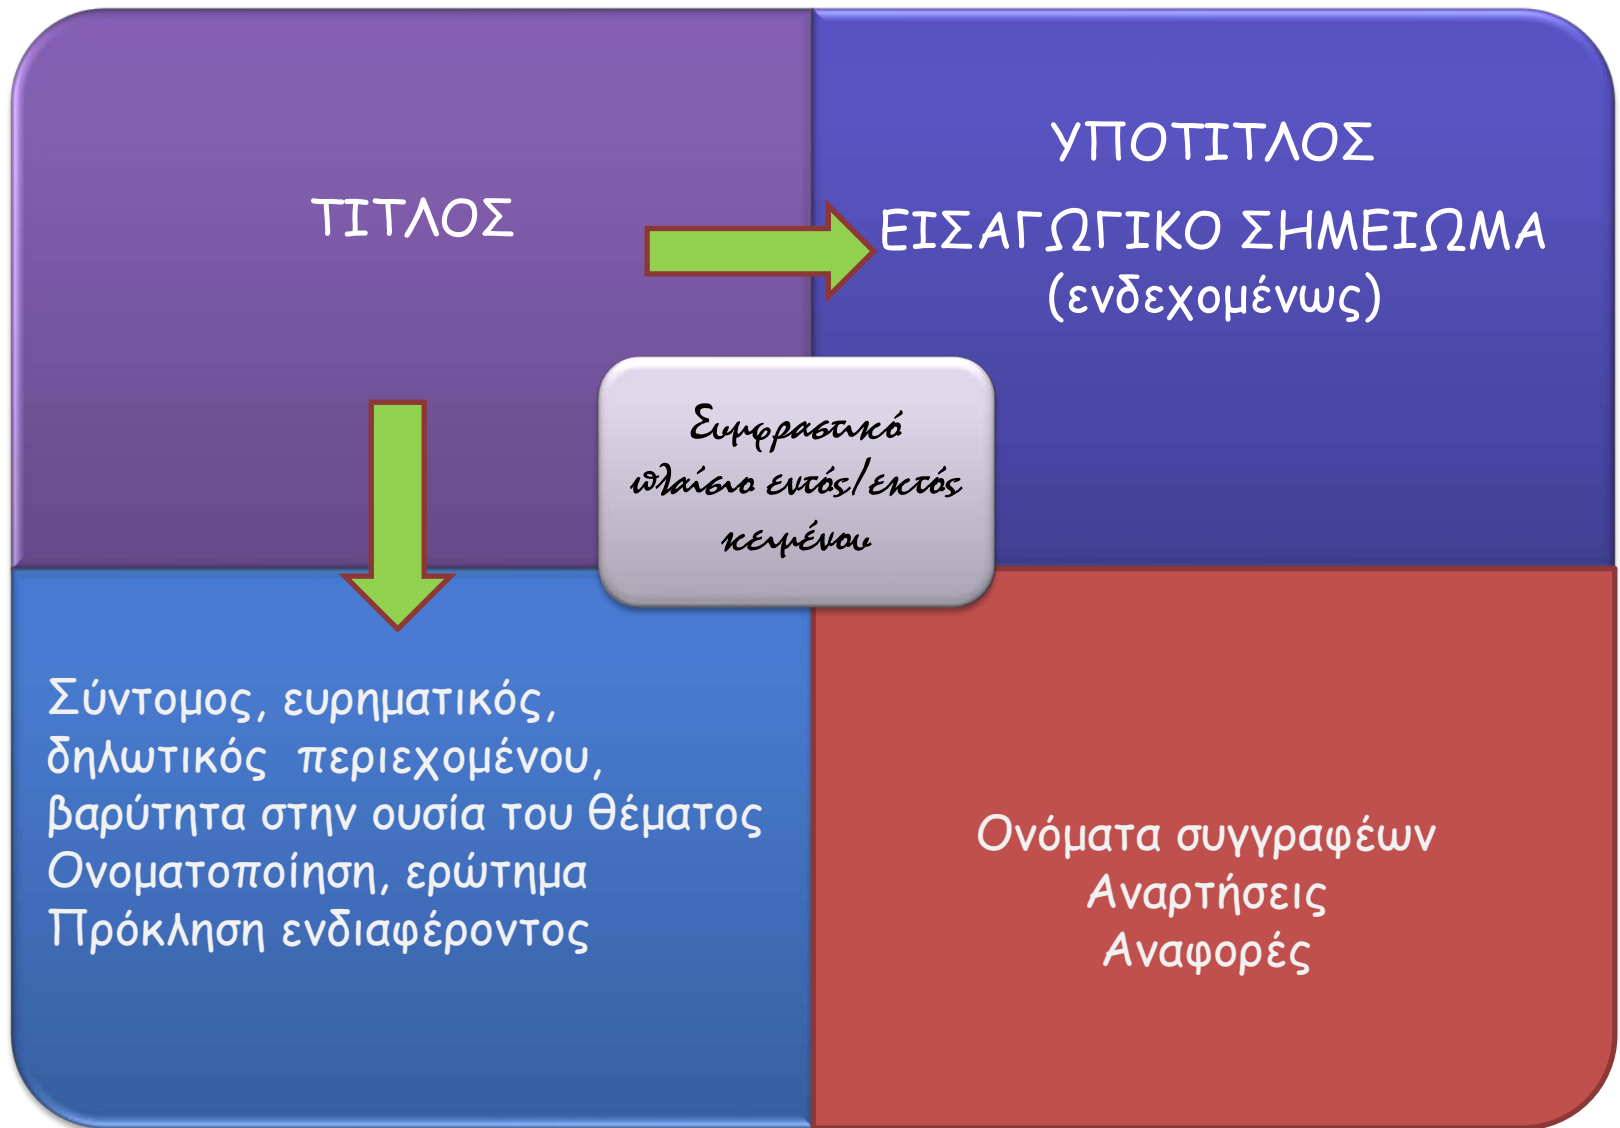 ΤΙΤΛΟΣ
ΥΠΟΤΙΤΛΟΣ
ΕΙΣΑΓΩΓΙΚΟ ΣΗΜΕΙΩΜΑ
(ενδεχομένως)
Συμφραστικό
πλαίσιο εντός/εκτός
κειμένου
Σύντομος, ευρηματικός,
δηλωτικός περιεχομένου,
βαρύτητα στην ουσία του θέματος
Ονοματοποίηση, ερώτημα
Πρόκληση ενδιαφέροντος
Ονόματα συγγραφέων
Αναρτήσεις
Αναφορές